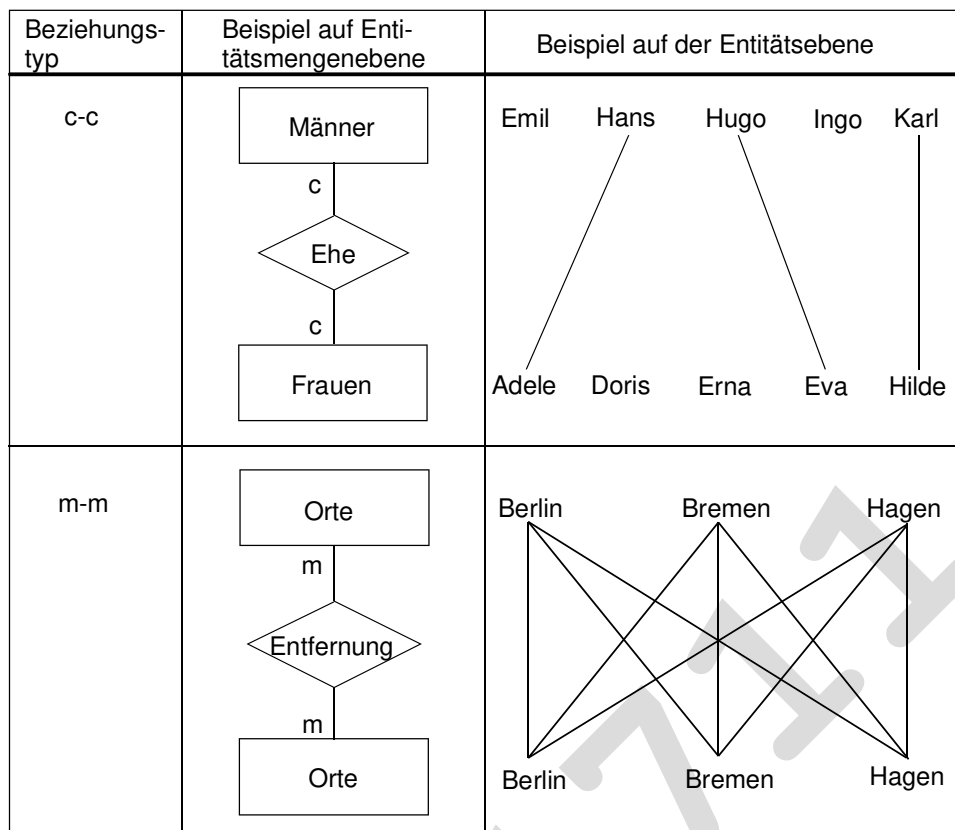 Beziehungs-
typ
Beispiel auf Enti-
tätsmengenebene
Beispiel auf der Entitätsebene
c-c
Männer
c
Ehe
c
Frauen
Emil Hans Hugo Ingo Karl
Adele Doris Erna Eva Hilde
m-m
Orte
m
Entfernung
m
Orte
Berlin Bremen Hagen
Berlin Bremen Hagen
711